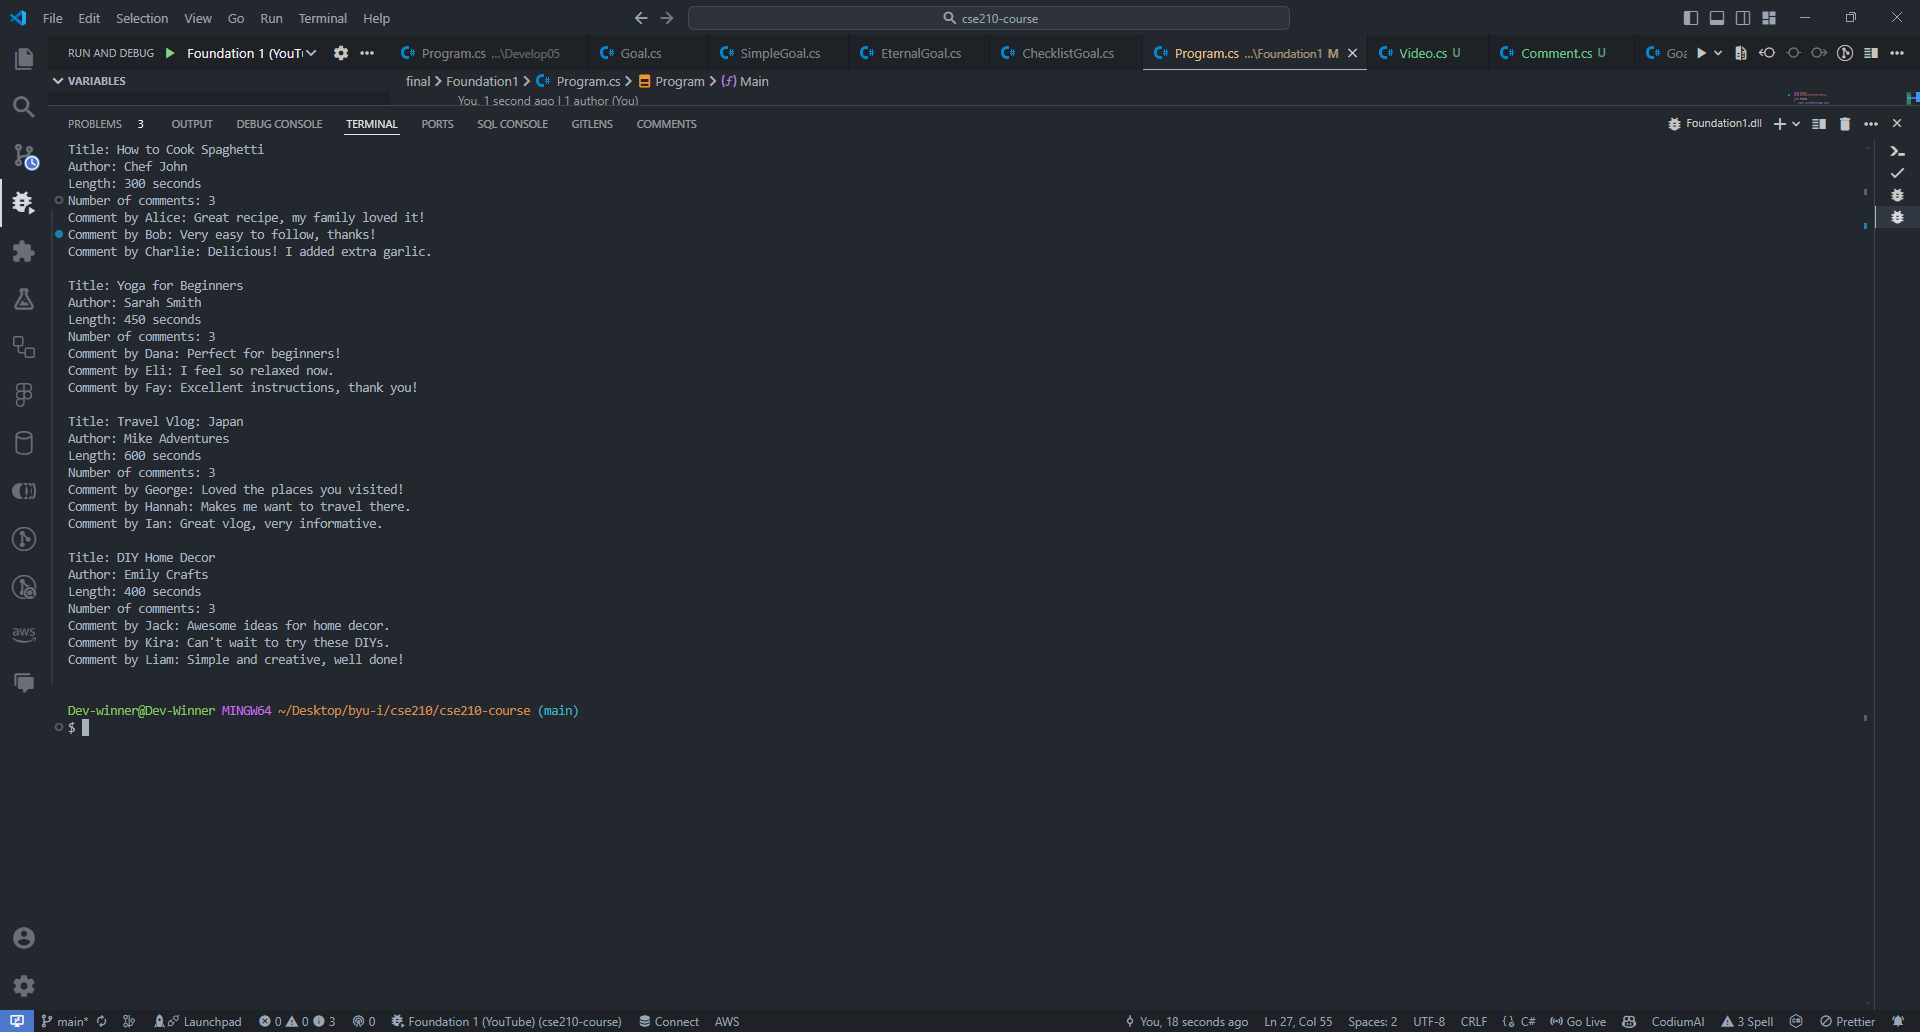 File Edit Selection View Go Run Terminal Help
cse210-course
RUN AND DEBUG Foundation 1 (YouT
Program.cs ...\Develop05 Goal.cs SimpleGoal.cs EternalGoal.cs ChecklistGoal.cs Program.cs ...\Foundation1 M Video.cs U Comment.cs U
VARIABLES
final > Foundation1 > Program.cs > Program > Main
You, 1 second ago | 1 author (You)
PROBLEMS 3 OUTPUT DEBUG CONSOLE TERMINAL PORTS SQL CONSOLE GITLENS COMMENTS
Foundation1.dll
Title: How to Cook Spaghetti
Author: Chef John
Length: 300 seconds
Number of comments: 3
Comment by Alice: Great recipe, my family loved it!
Comment by Bob: Very easy to follow, thanks!
Comment by Charlie: Delicious! I added extra garlic.
Title: Yoga for Beginners
Author: Sarah Smith
Length: 450 seconds
Number of comments: 3
Comment by Dana: Perfect for beginners!
Comment by Eli: I feel so relaxed now.
Comment by Fay: Excellent instructions, thank you!
Title: Travel Vlog: Japan
Author: Mike Adventures
Length: 600 seconds
Number of comments: 3
Comment by George: Loved the places you visited!
Comment by Hannah: Makes me want to travel there.
Comment by Ian: Great vlog, very informative.
Title: DIY Home Decor
Author: Emily Crafts
Length: 400 seconds
Number of comments: 3
Comment by Jack: Awesome ideas for home decor.
Comment by Kira: Can't wait to try these DIYs.
Comment by Liam: Simple and creative, well done!
Dev-winner@Dev-Winner MINGW64 ~/Desktop/byu-i/cse210/cse210-course (main)
$
aws
main* Launchpad 0 0 3 0 Foundation 1 (YouTube) (cse210-course) Connect AWS
You, 18 seconds ago Ln 27, Col 55 Spaces: 2 UTF-8 CRLF C# Go Live CodiumAI 3 Spell Prettier